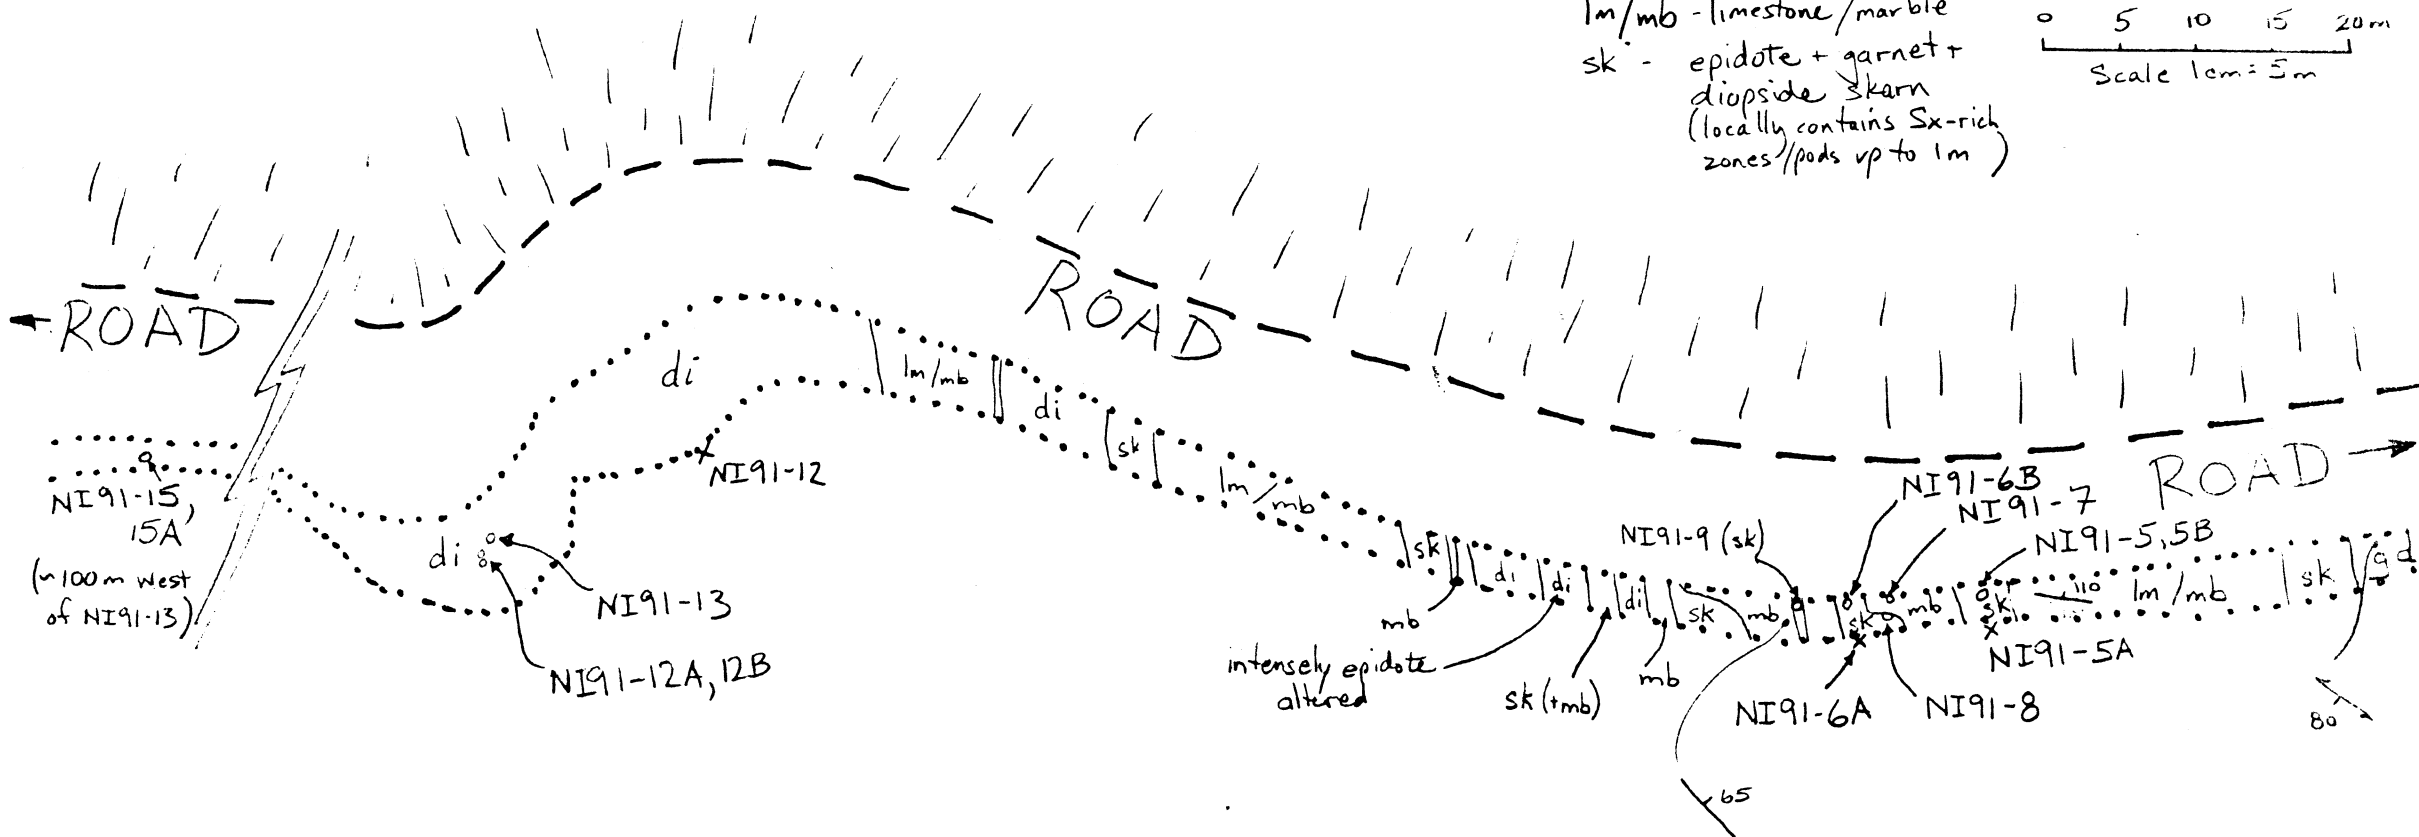 lm/mb - limestone/marble
sk - epidote + garnet +
diopside skarn
(locally contains Sx-rich
zones/pods up to 1m)
0 5 10 15 20m
Scale 1cm = 5m
ROAD
ROAD
ROAD
di
lm/mb
di
sk
lm/mb
NI91-12
NI91-15,
15A
(~100m west
of NI91-13)
di
NI91-13
NI91-12A, 12B
sk
mb
di
di
intensely epidote
altered
sk (+mb)
di
mb
sk
mb
NI91-9 (sk)
NI91-6B
NI91-7
NI91-5, 5B
sk
mb
sk
110
lm/mb
sk
gd
NI91-5A
NI91-6A
NI91-8
65
80